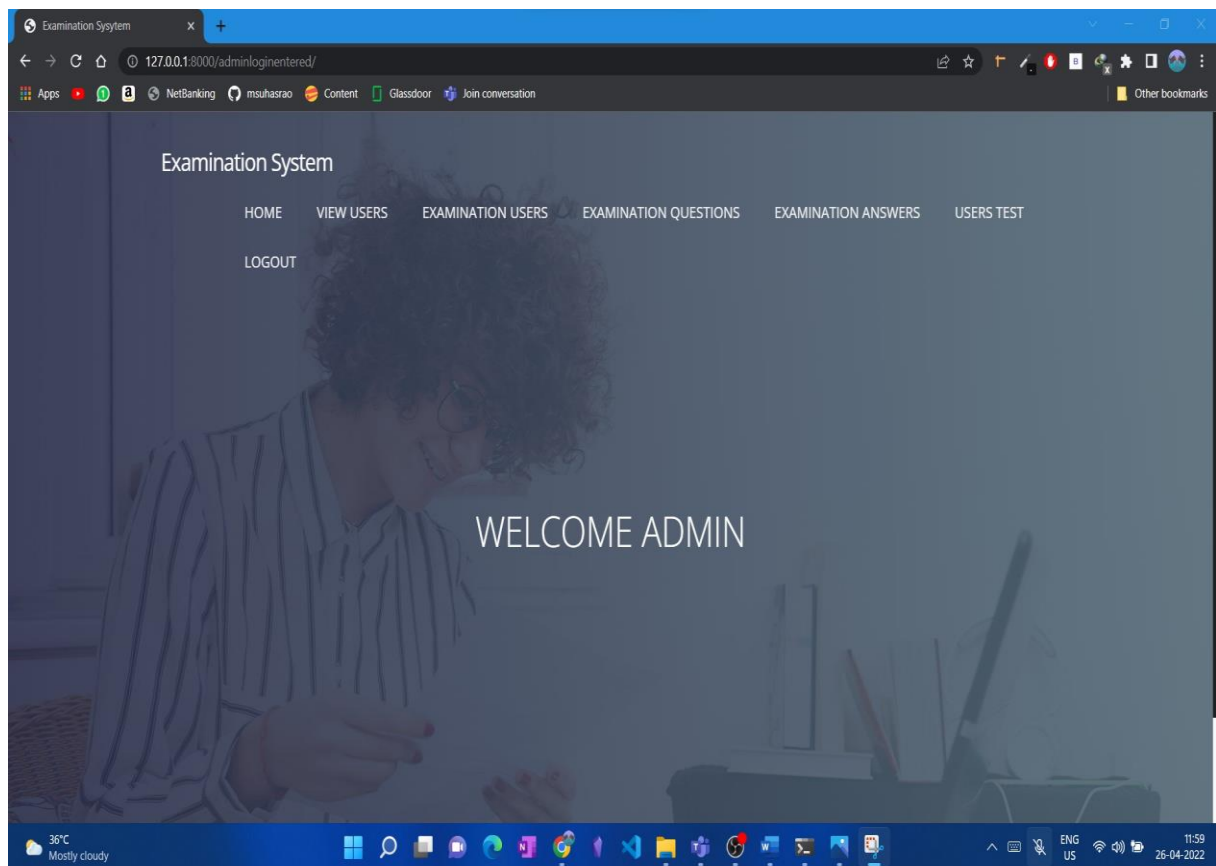 Examination Sysytem
127.0.0.1:8000/adminloginentered/
Apps NetBanking msuhasrao Content Glassdoor Join conversation Other bookmarks
Examination System
HOME VIEW USERS EXAMINATION USERS EXAMINATION QUESTIONS EXAMINATION ANSWERS USERS TEST
LOGOUT
WELCOME ADMIN
36°C
Mostly cloudy
ENG
US
11:59
26-04-2022